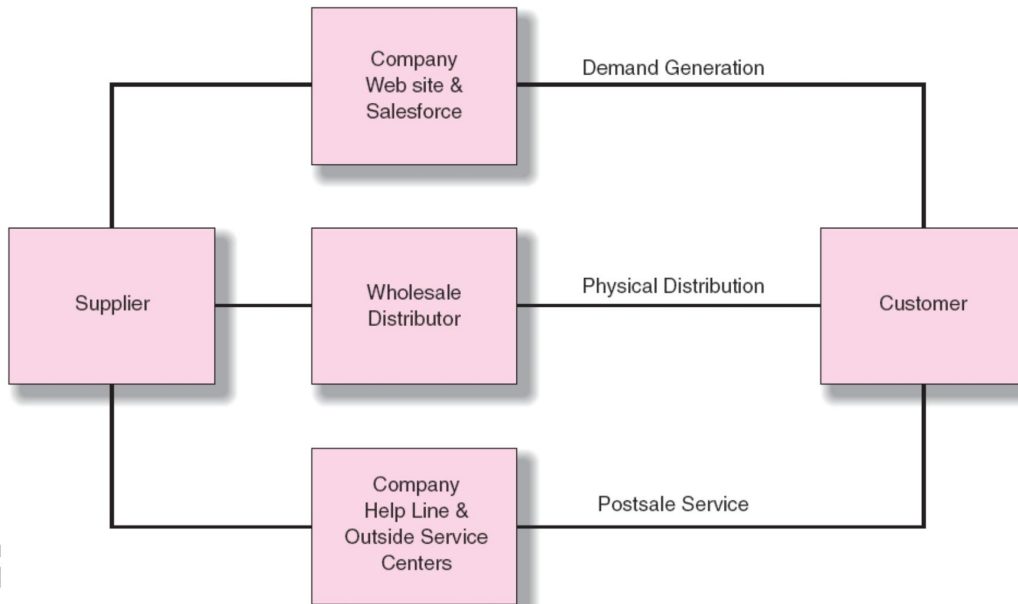 Company
Web site &
Salesforce
Demand Generation
Supplier
Wholesale
Distributor
Physical Distribution
Customer
Company
Help Line &
Outside Service
Centers
Postsale Service